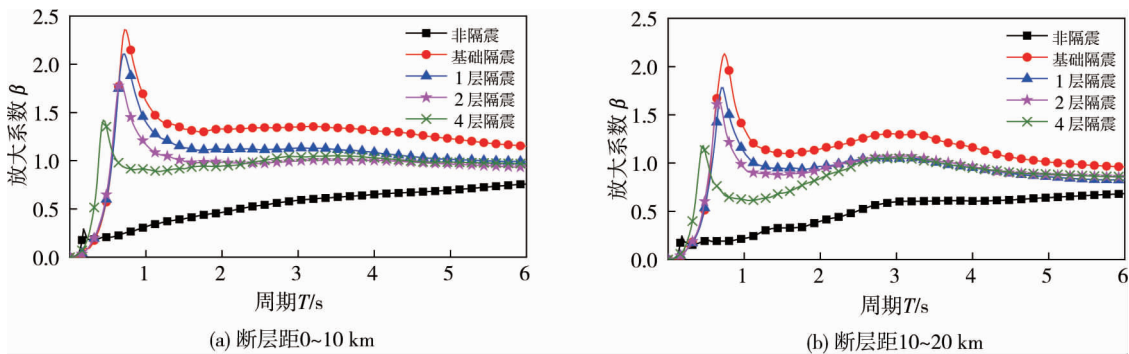 2.5
2.0
1.5
1.0
0.5
0.0
放大系数 β
非隔震
基础隔震
1 层隔震
2 层隔震
4 层隔震
1 2 3 4 5 6
周期T/s
(a) 断层距0~10 km
2.5
2.0
1.5
1.0
0.5
0.0
放大系数 β
非隔震
基础隔震
1 层隔震
2 层隔震
4 层隔震
1 2 3 4 5 6
周期T/s
(b) 断层距10~20 km